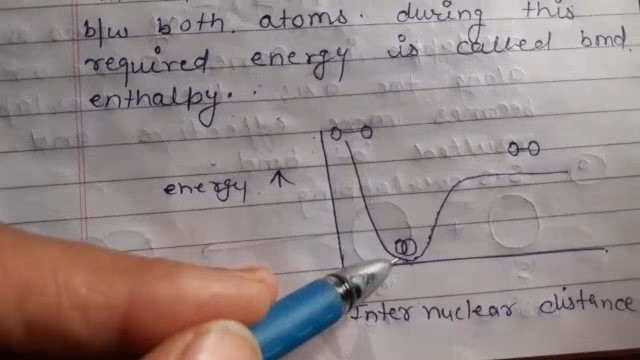 b/w both. atoms. during this
required energy is called bond
enthalpy.
energy ↑
Inter nuclear distance